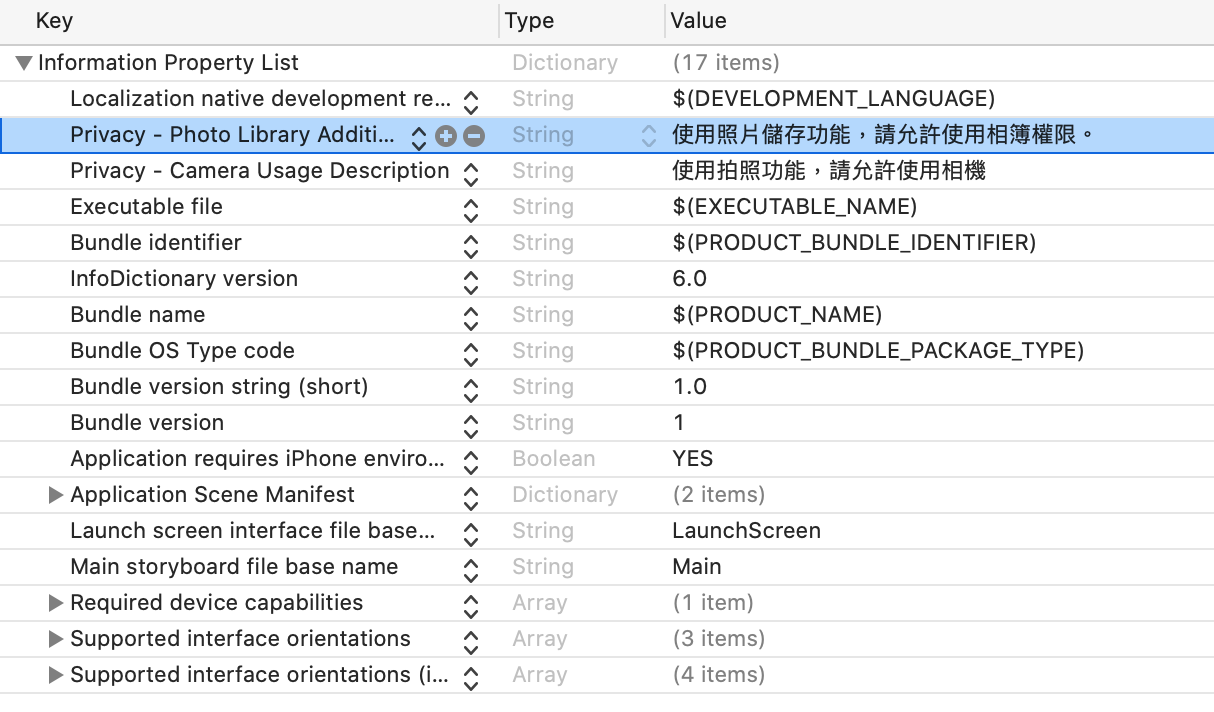 Key Type Value
Information Property List Dictionary (17 items)
Localization native development re... String $(DEVELOPMENT_LANGUAGE)
Privacy - Photo Library Additi... String 使用照片儲存功能，請允許使用相簿權限。
Privacy - Camera Usage Description String 使用拍照功能，請允許使用相機
Executable file String $(EXECUTABLE_NAME)
Bundle identifier String $(PRODUCT_BUNDLE_IDENTIFIER)
InfoDictionary version String 6.0
Bundle name String $(PRODUCT_NAME)
Bundle OS Type code String $(PRODUCT_BUNDLE_PACKAGE_TYPE)
Bundle version string (short) String 1.0
Bundle version String 1
Application requires iPhone enviro... Boolean YES
Application Scene Manifest Dictionary (2 items)
Launch screen interface file base... String LaunchScreen
Main storyboard file base name String Main
Required device capabilities Array (1 item)
Supported interface orientations Array (3 items)
Supported interface orientations (i... Array (4 items)